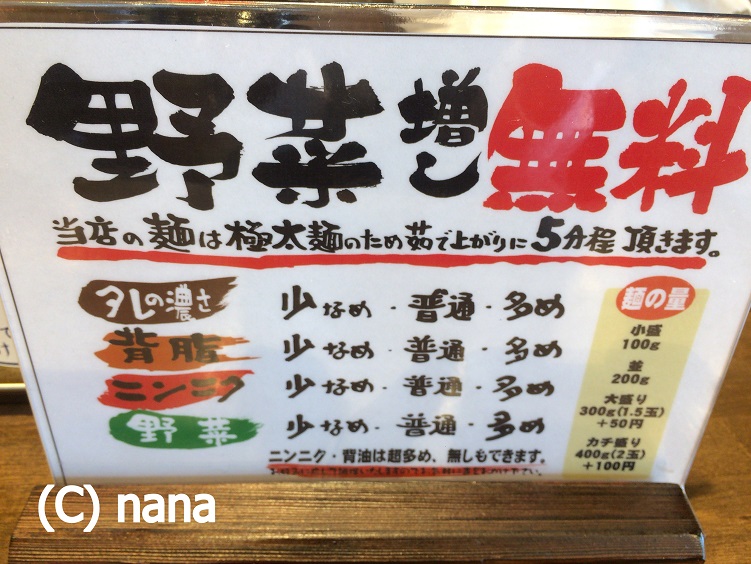 野菜増し無料
当店の麺は極太麺のため茹で上がりに5分程頂きます。
タレの濃さ 少なめ・普通・多め
背脂 少なめ・普通・多め
ニンニク 少なめ・普通・多め
野菜 少なめ・普通・多め
ニンニク・背油は超多め、無しもできます。
麺の量
小盛
100g
並
200g
大盛り
300g(1.5玉)
+50円
カチ盛り
400g(2玉)
+100円
(C) nana